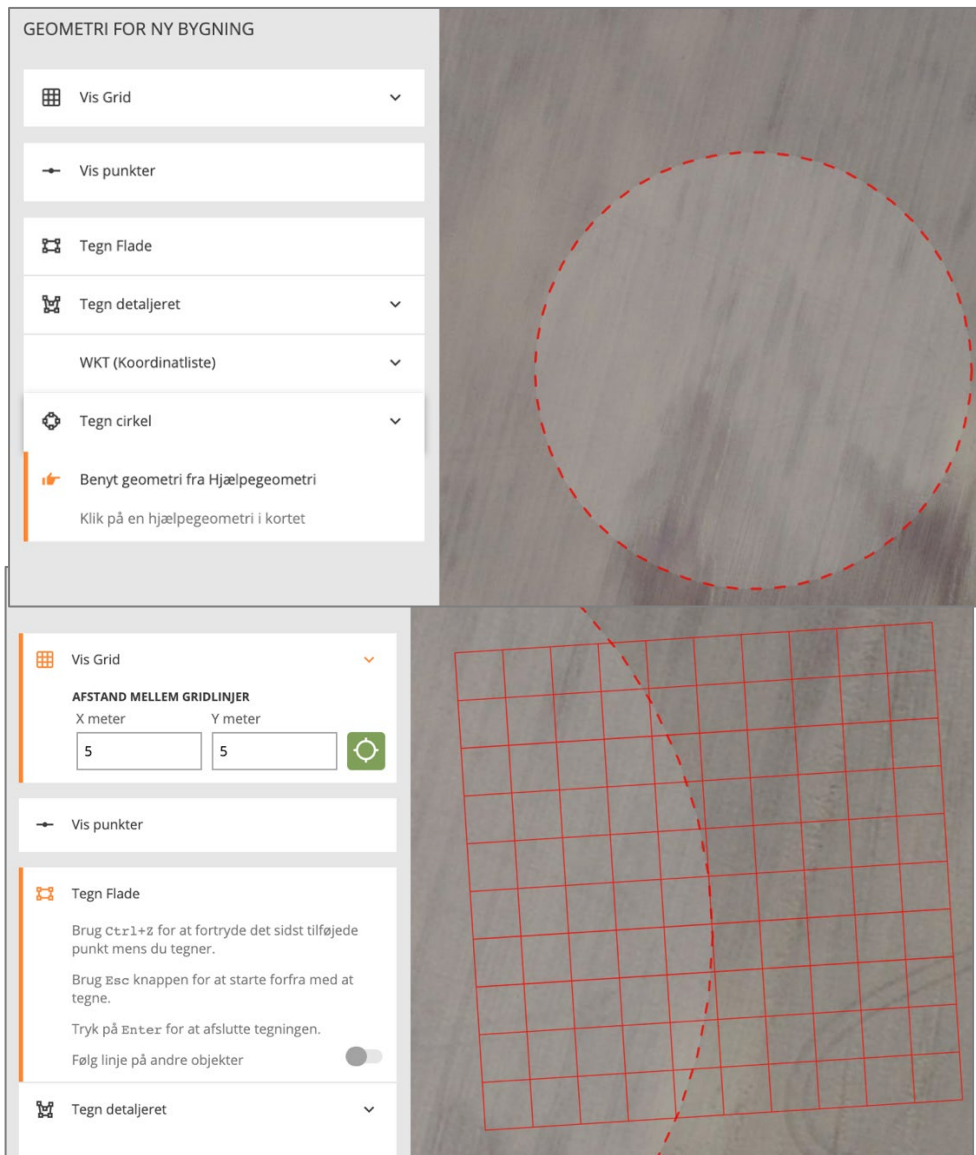 GEOMETRI FOR NY BYGNING
Vis Grid
Vis punkter
Tegn Flade
Tegn detaljeret
WKT (Koordinatliste)
Tegn cirkel
Benyt geometri fra Hjælpegeometri
Klik på en hjælpegeometri i kortet
Vis Grid
AFSTAND MELLEM GRIDLINJER
X meter Y meter
5 5
Vis punkter
Tegn Flade
Brug Ctrl+Z for at fortryde det sidst tilføjede
punkt mens du tegner.
Brug Esc knappen for at starte forfra med at
tegne.
Tryk på Enter for at afslutte tegningen.
Følg linje på andre objekter
Tegn detaljeret